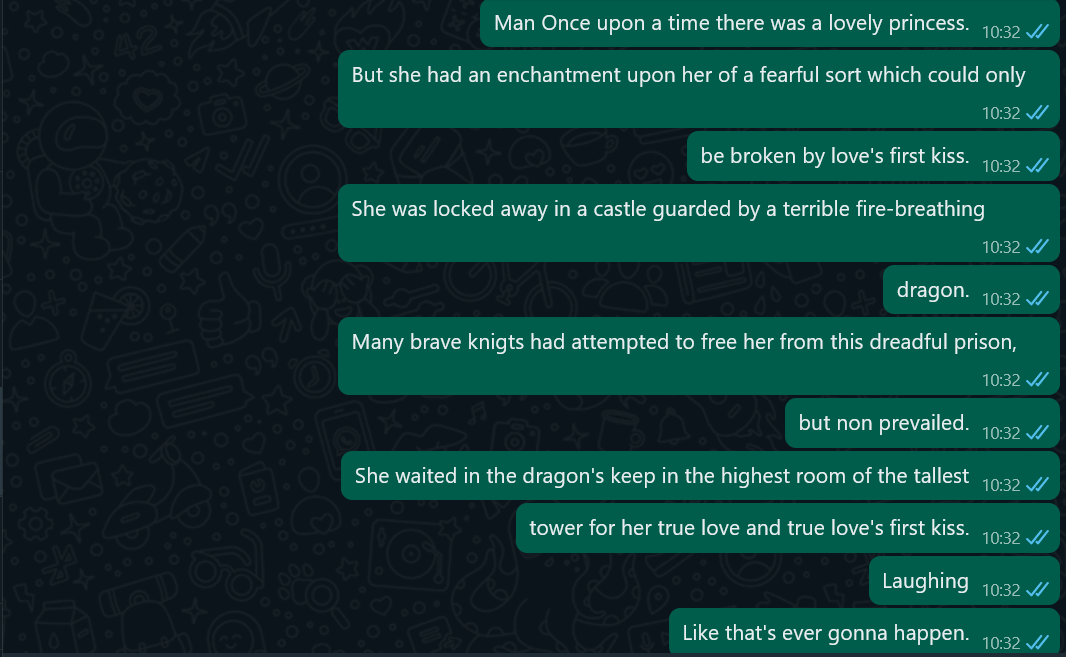 Man Once upon a time there was a lovely princess. 10:32
But she had an enchantment upon her of a fearful sort which could only
10:32
be broken by love's first kiss. 10:32
She was locked away in a castle guarded by a terrible fire-breathing
10:32
dragon. 10:32
Many brave knigts had attempted to free her from this dreadful prison,
10:32
but non prevailed. 10:32
She waited in the dragon's keep in the highest room of the tallest 10:32
tower for her true love and true love's first kiss. 10:32
Laughing 10:32
Like that's ever gonna happen. 10:32